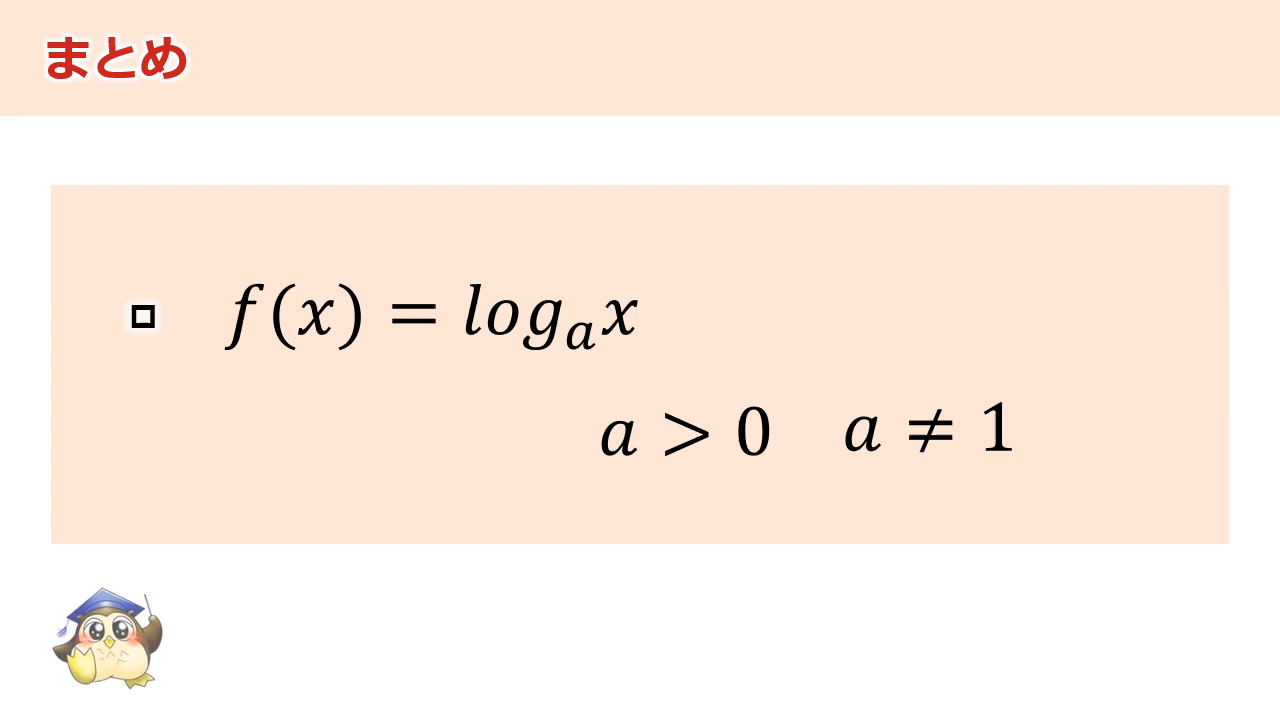 まとめ
f(x) = logₐx
a > 0  a ≠ 1